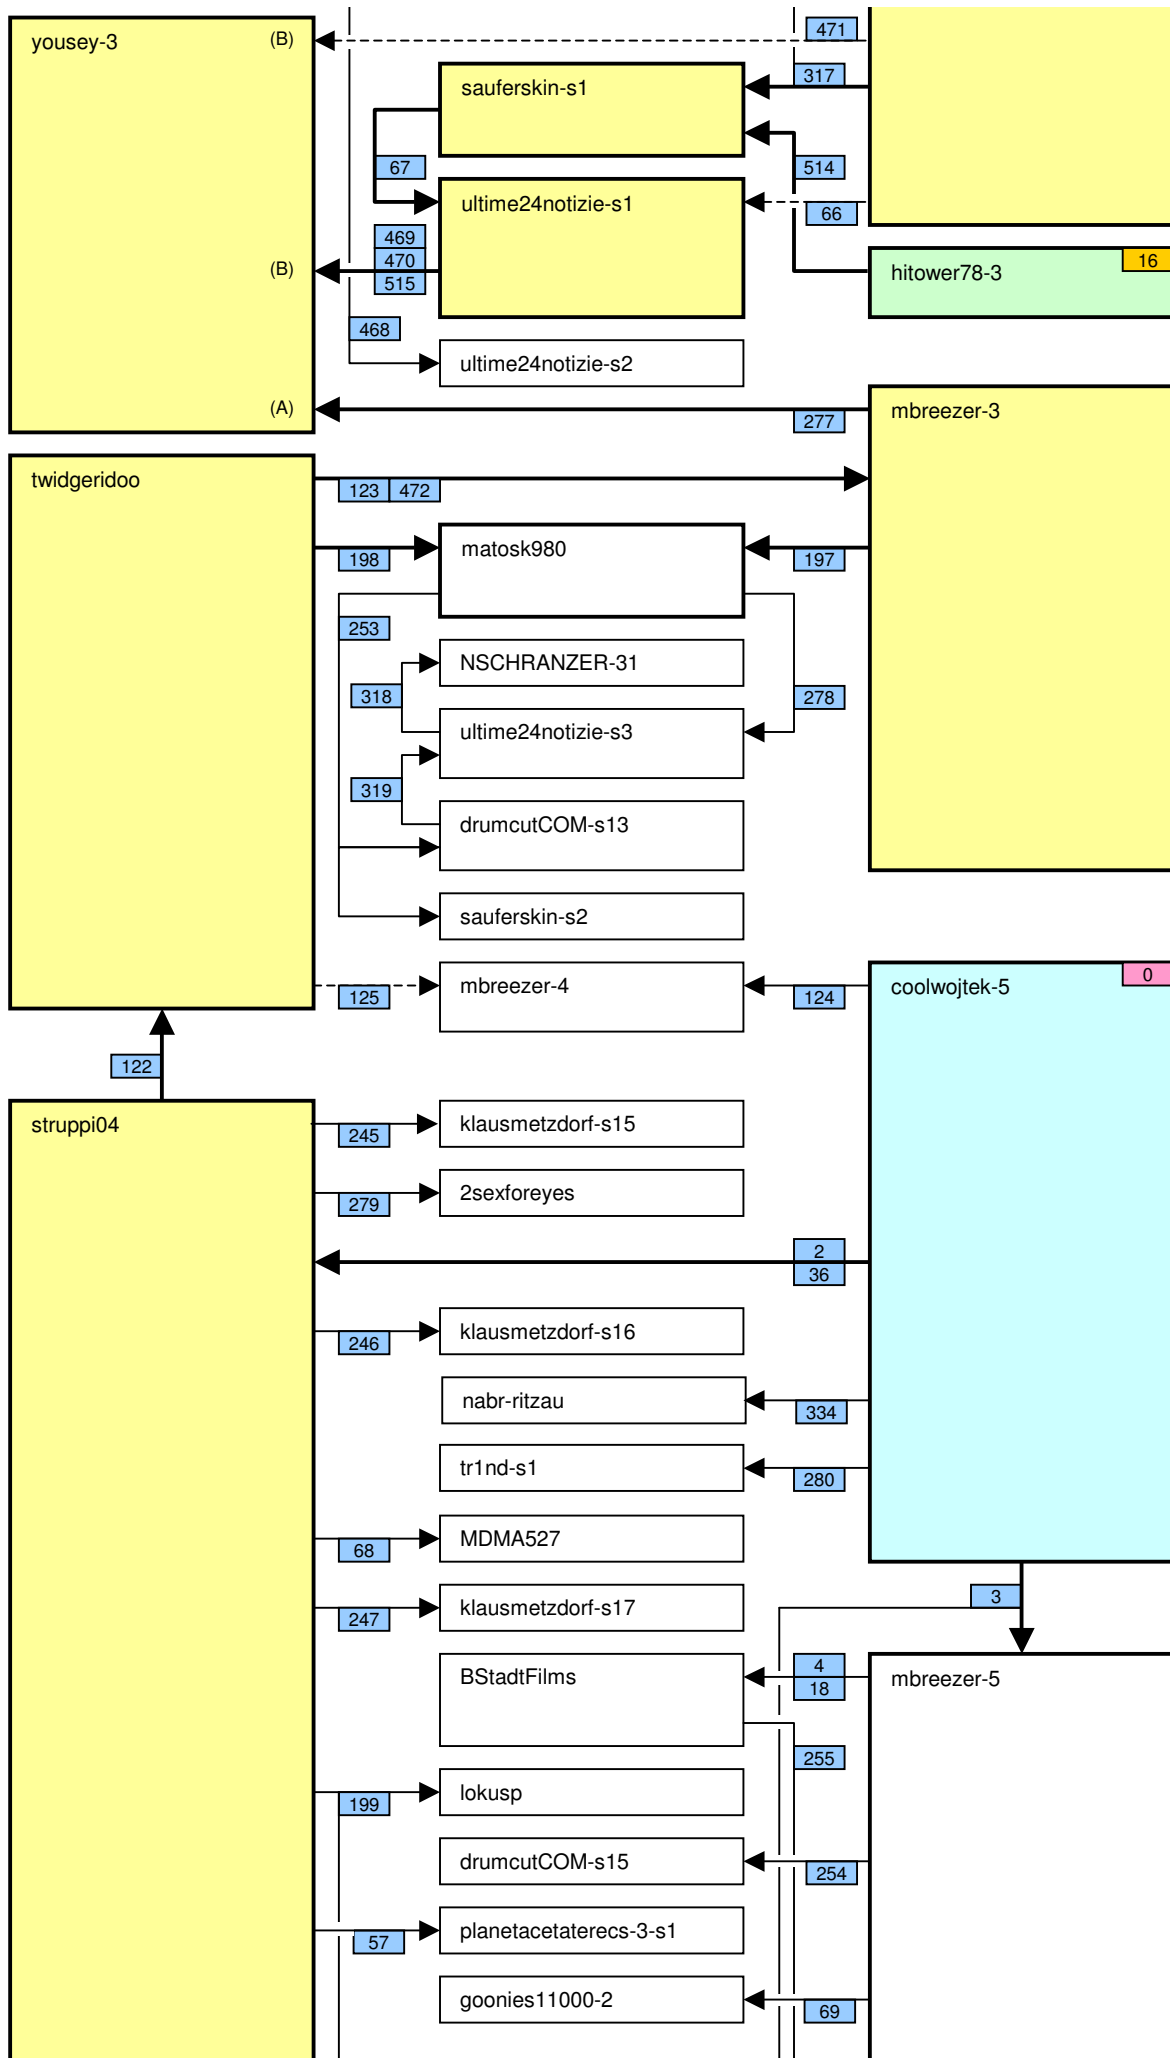 yousey-3
(B)
471
sauferskin-s1
317
67
514
ultime24notizie-s1
66
469
470
515
(B)
hitower78-3
16
468
ultime24notizie-s2
(A)
277
mbreezer-3
twidgeridoo
123
472
matosk980
198
197
253
NSCHRANZER-31
318
278
ultime24notizie-s3
319
drumcutCOM-s13
sauferskin-s2
mbreezer-4
125
124
coolwojtek-5
0
122
struppi04
klausmetzdorf-s15
245
2sexforeyes
279
2
36
klausmetzdorf-s16
246
nabr-ritzau
334
tr1nd-s1
280
MDMA527
68
klausmetzdorf-s17
247
3
BStadtFilms
4
18
mbreezer-5
255
lokusp
199
drumcutCOM-s15
254
planetacetaterecs-3-s1
57
goonies11000-2
69